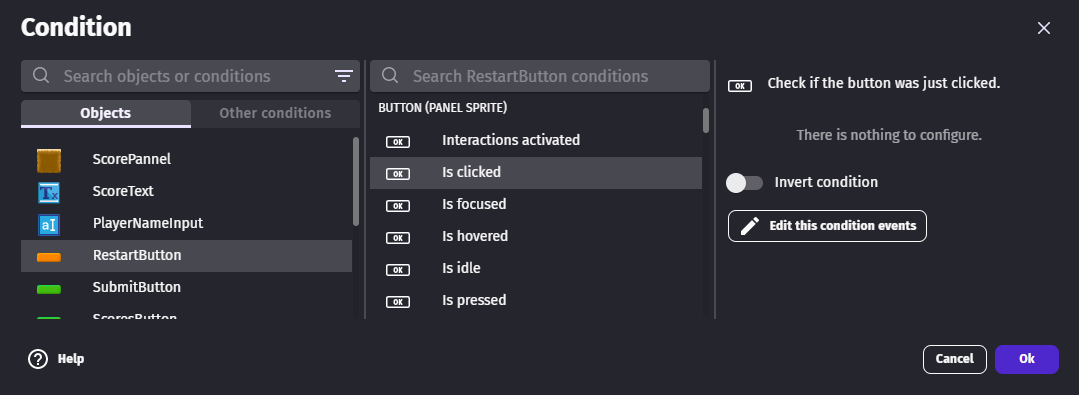 Condition
Search objects or conditions
Objects
Other conditions
ScorePannel
ScoreText
PlayerNameInput
RestartButton
SubmitButton
ScoresButton
Search RestartButton conditions
BUTTON (PANEL SPRITE)
OK Interactions activated
OK Is clicked
OK Is focused
OK Is hovered
OK Is idle
OK Is pressed
OK Check if the button was just clicked.
There is nothing to configure.
Invert condition
Edit this condition events
? Help
Cancel
Ok